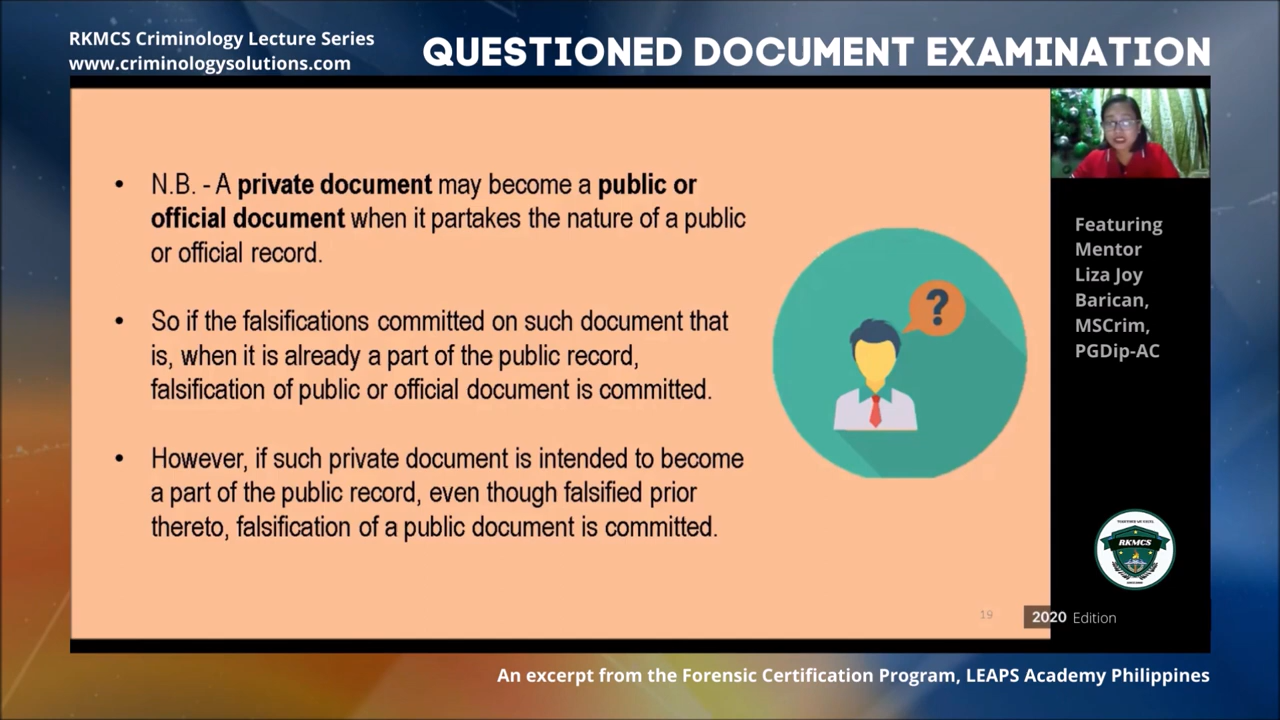 RKMCS Criminology Lecture Series
www.criminologysolutions.com
QUESTIONED DOCUMENT EXAMINATION
• N.B. - A private document may become a public or
official document when it partakes the nature of a public
or official record.
• So if the falsifications committed on such document that
is, when it is already a part of the public record,
falsification of public or official document is committed.
• However, if such private document is intended to become
a part of the public record, even though falsified prior
thereto, falsification of a public document is committed.
?
19
Featuring
Mentor
Liza Joy
Barican,
MSCrim,
PGDip-AC
RKMCS
2020 Edition
An excerpt from the Forensic Certification Program, LEAPS Academy Philippines